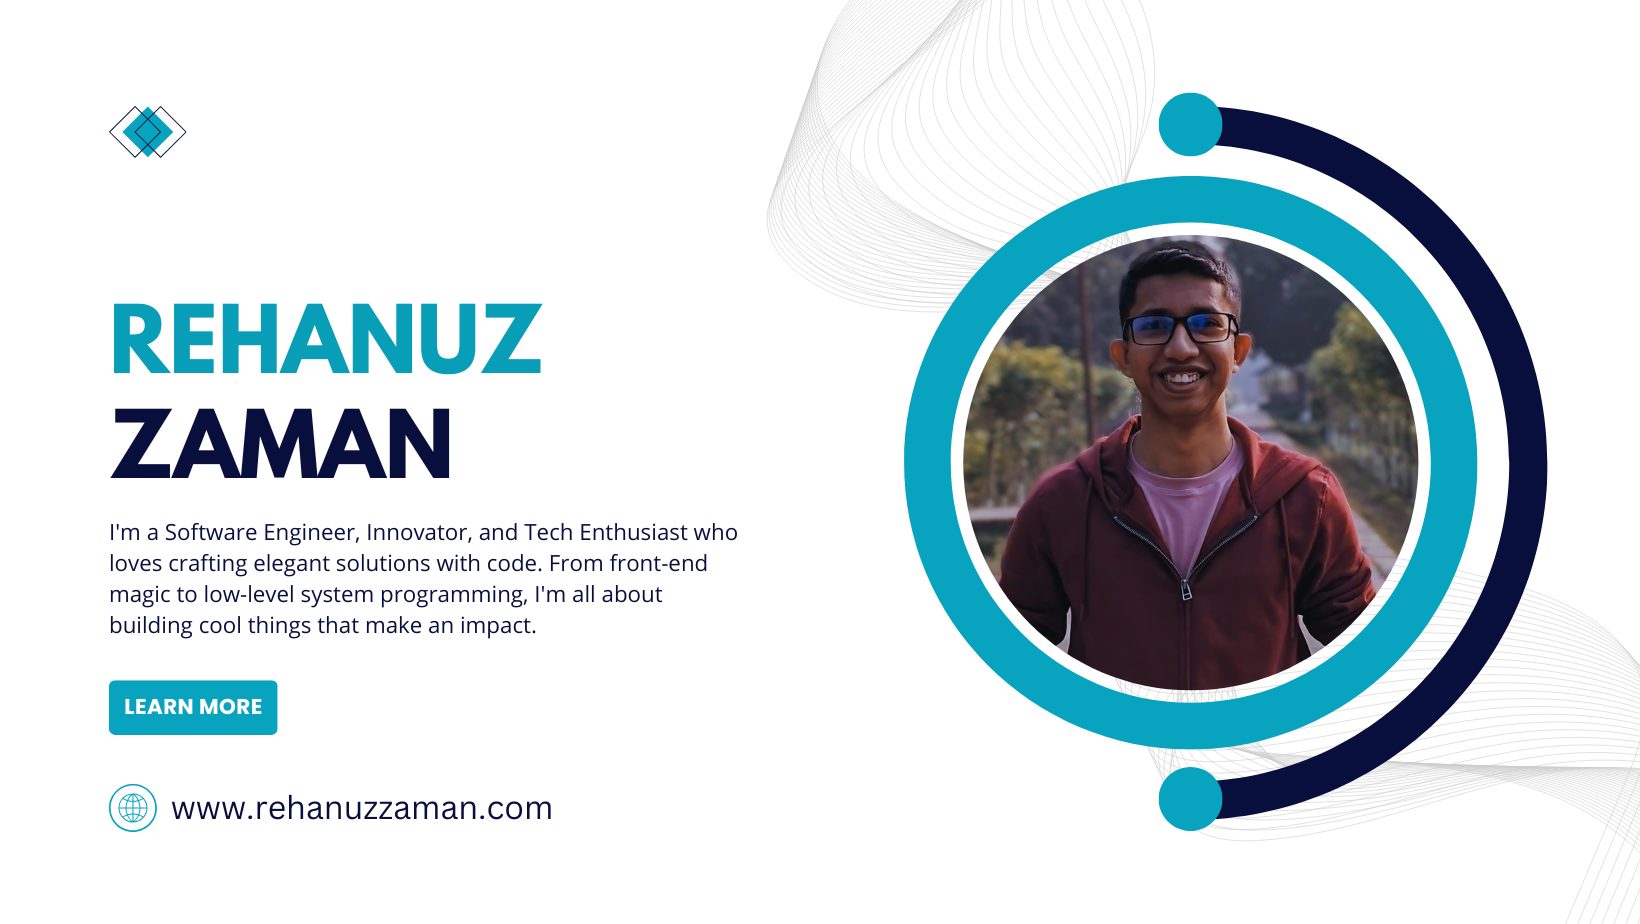 REHANUZ
ZAMAN
I'm a Software Engineer, Innovator, and Tech Enthusiast who
loves crafting elegant solutions with code. From front-end
magic to low-level system programming, I'm all about
building cool things that make an impact.
LEARN MORE
www.rehanuzzaman.com